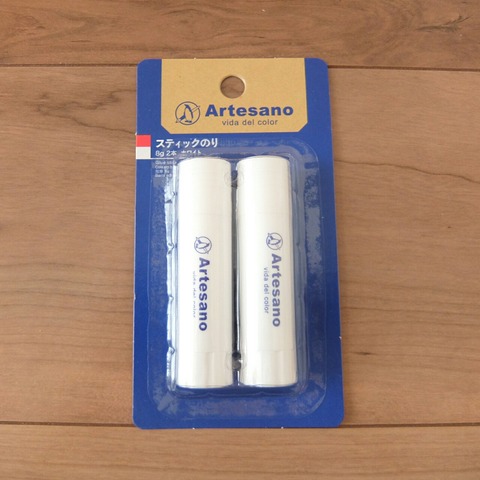 Artesano
vida del color
スティックのり
6g 2本 ホワイト
Artesano
vida del color
Artesano
vida del color